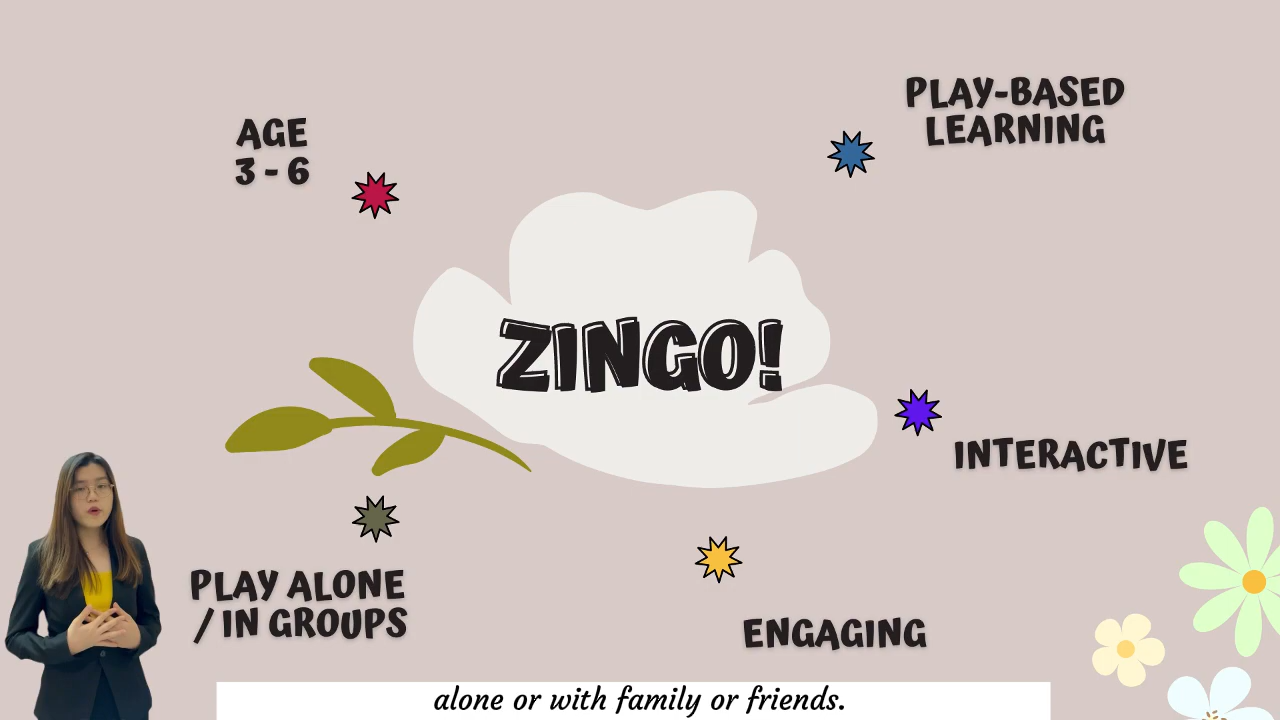 AGE
3 - 6
PLAY-BASED
LEARNING
ZINGO!
INTERACTIVE
PLAY ALONE
/ IN GROUPS
ENGAGING
alone or with family or friends.